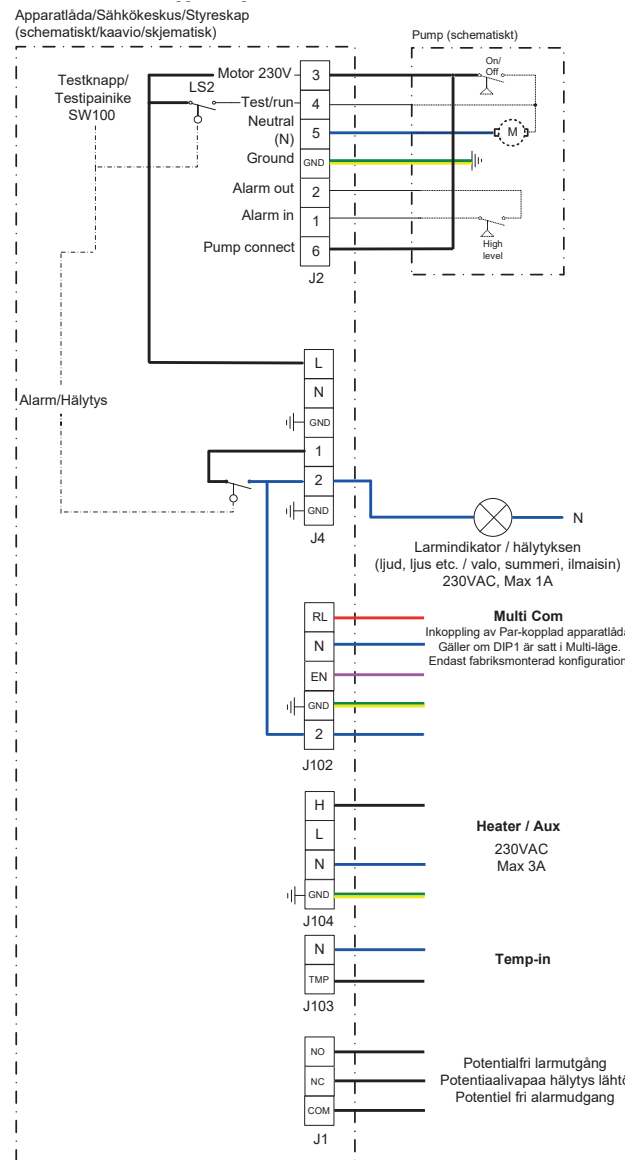 Apparatlåda/Sähkökeskus/Styreskap
(schematiskt/kaavio/skjematisk)
Pump (schematiskt)
Testknapp/
Testipainike
SW100
LS2
Motor 230V
3
On/
Off
Test/run
4
Neutral
(N)
5
M
Ground
GND
Alarm out
2
Alarm in
1
Pump connect
6
High
level
J2
L
N
GND
Alarm/Hälytys
1
2
GND
J4
N
Larmindikator / hälytyksen
(ljud, ljus etc. / valo, summeri, ilmaisin)
230VAC, Max 1A
RL
N
EN
GND
2
J102
Multi Com
Inkoppling av Par-kopplad apparatlåda
Gäller om DIP1 är satt i Multi-läge.
Endast fabriksmonterad konfiguration
H
L
N
GND
J104
Heater / Aux
230VAC
Max 3A
N
TMP
J103
Temp-in
NO
NC
COM
J1
Potentialfri larmutgång
Potentiaalivapaa hälytys lähtö
Potentiel fri alarmudgang